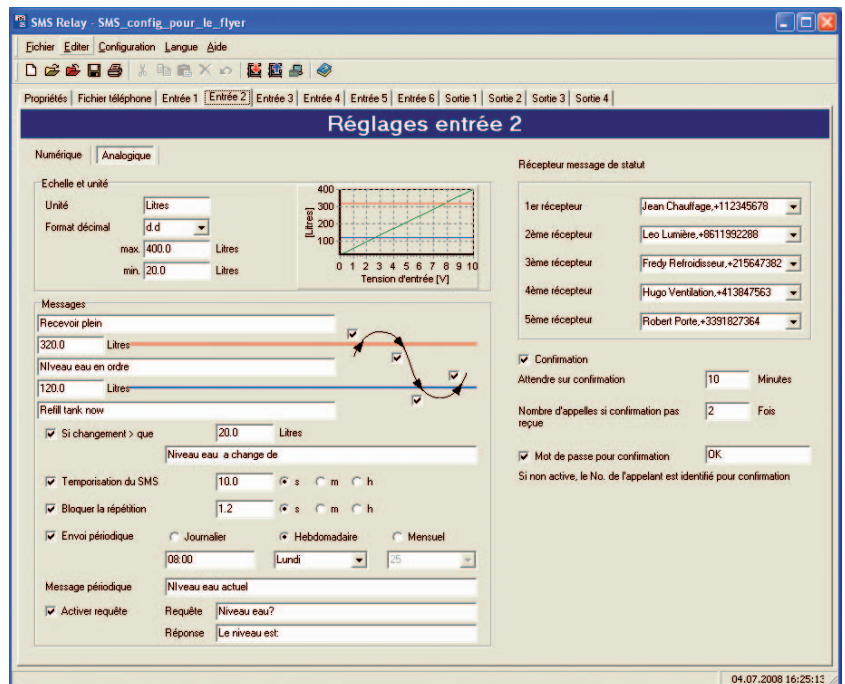 SMS Relay - SMS_config_pour_le_flyer
Fichier Editer Configuration Langue Aide
Propriétés Fichier téléphone Entrée 1 Entrée 2 Entrée 3 Entrée 4 Entrée 5 Entrée 6 Sortie 1 Sortie 2 Sortie 3 Sortie 4
Réglages entrée 2
Numérique Analogique
Echelle et unité
Unité Litres
Format décimal d.d
max. 400.0 Litres
min. 20.0 Litres
[Litres]
400
300
200
100
0 1 2 3 4 5 6 7 8 9 10
Tension d'entrée [V]
Messages
Recevoir plein
320.0 Litres
NIveau eau en ordre
120.0 Litres
Refill tank now
Si changement > que 20.0 Litres
Niveau eau a change de
Temporisation du SMS 10.0 s m h
Bloquer la répétition 1.2 s m h
Envoi périodique Journalier Hebdomadaire Mensuel
08:00 Lundi 25
Message périodique NIveau eau actuel
Activer requête Requête Niveau eau?
Réponse Le niveau est:
Récepteur message de statut
1er récepteur Jean Chauffage,+112345678
2ème récepteur Leo Lumière,+8611992288
3ème récepteur Fredy Refroidisseur,+215647382
4ème récepteur Hugo Ventilation,+413847563
5ème récepteur Robert Porte,+3391827364
Confirmation
Attendre sur confirmation 10 Minutes
Nombre d'appelles si confirmation pas
reçue 2 Fois
Mot de passe pour confirmation OK
Si non active, le No. de l'appelant est identifié pour confirmation
04.07.2008 16:25:13